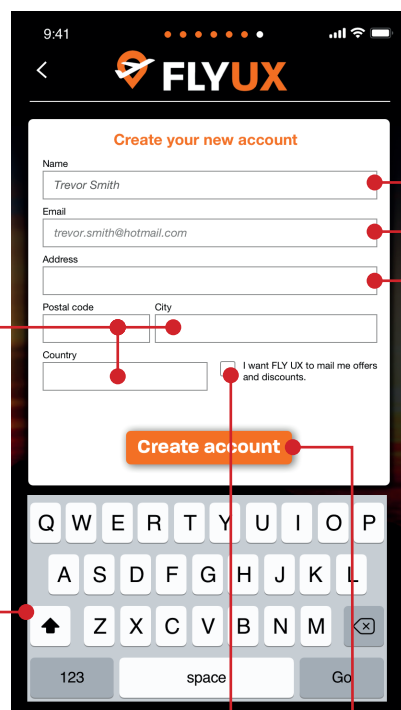 9:41
FLYUX
Create your new account
Name
Trevor Smith
Email
trevor.smith@hotmail.com
Address
Postal code City
Country
I want FLY UX to mail me offers
and discounts.
Create account
Q W E R T Y U I O P
A S D F G H J K L
Z X C V B N M
123 space Go